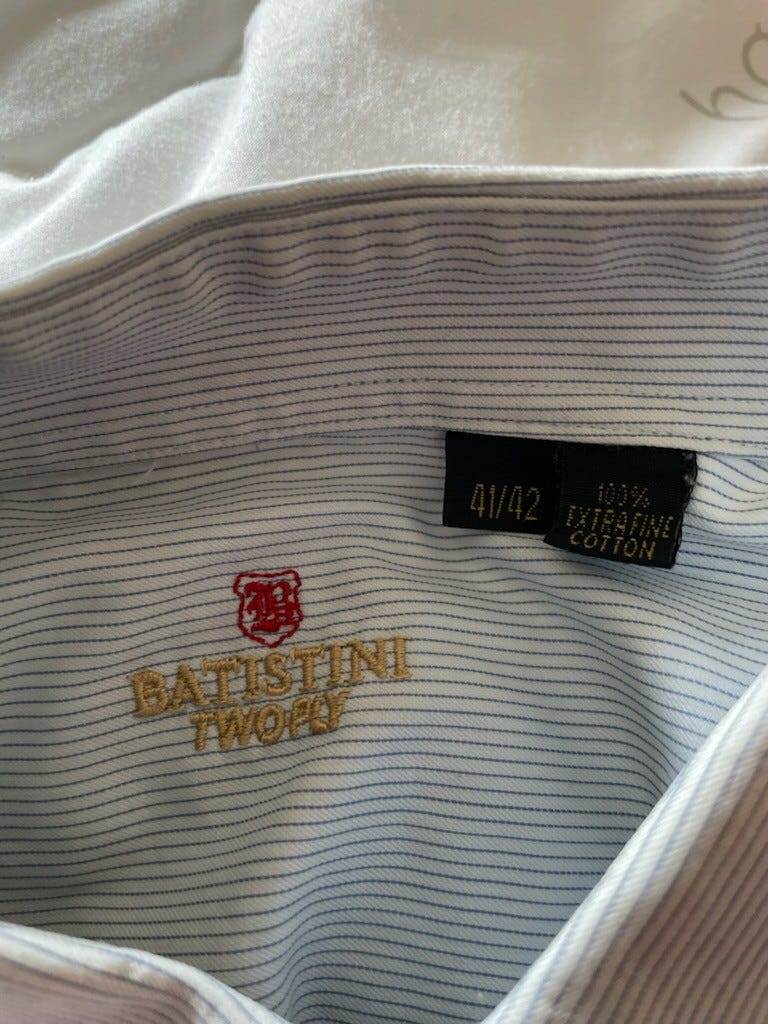 41/42
100%
EXTRAFINE
COTTON
B
BATISTINI
TWOPLY